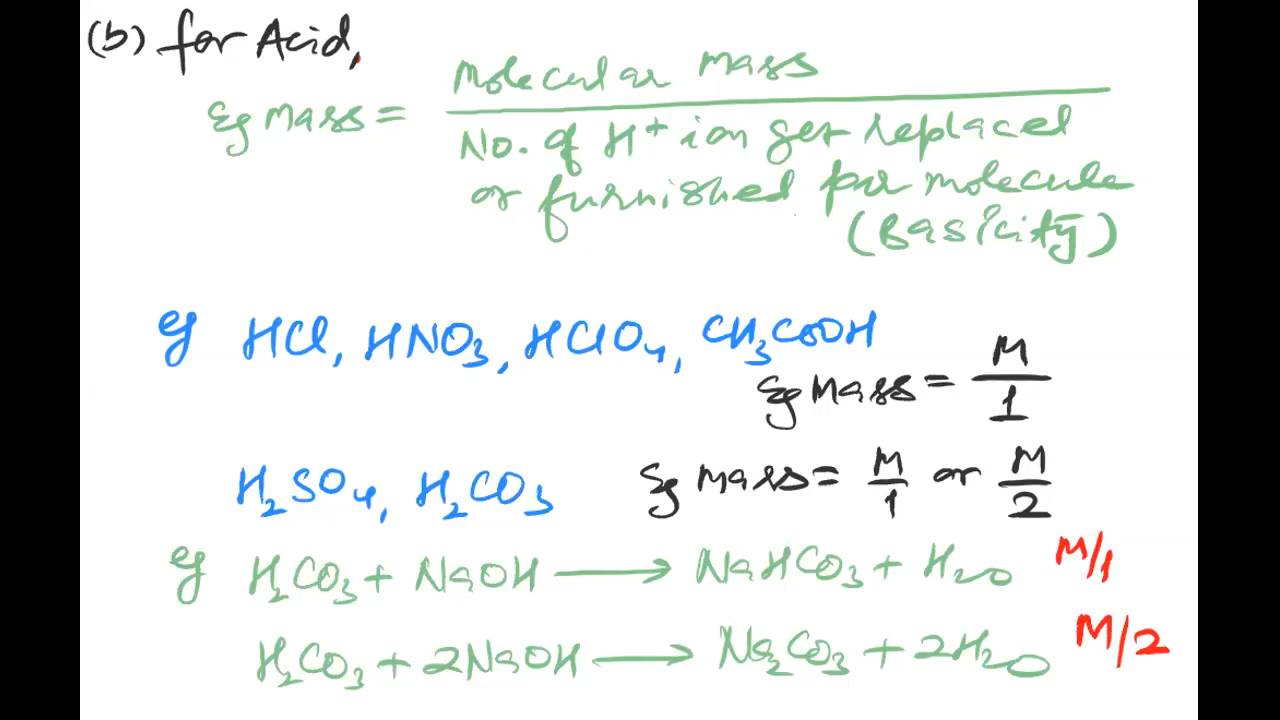 (b) for Acid,
Eq Mass = Molecular Mass
No. of H⁺ ion get replaced
or furnished per molecule
(Basicity)
eg HCl, HNO₃, HClO₄, CH₃COOH
Eq Mass = M/1
H₂SO₄, H₂CO₃ Eq Mass = M/1 or M/2
eg H₂CO₃ + NaOH ⟶ NaHCO₃ + H₂O M/1
H₂CO₃ + 2NaOH ⟶ Na₂CO₃ + 2H₂O M/2